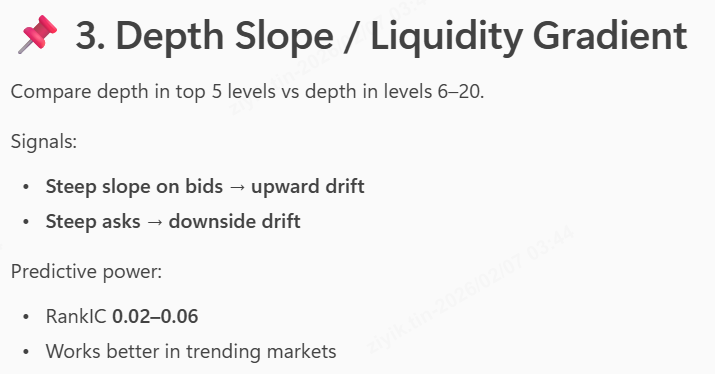 📌 3. Depth Slope / Liquidity Gradient
Compare depth in top 5 levels vs depth in levels 6–20.
Signals:
• Steep slope on bids → upward drift
• Steep asks → downside drift
Predictive power:
• RankIC 0.02–0.06
• Works better in trending markets